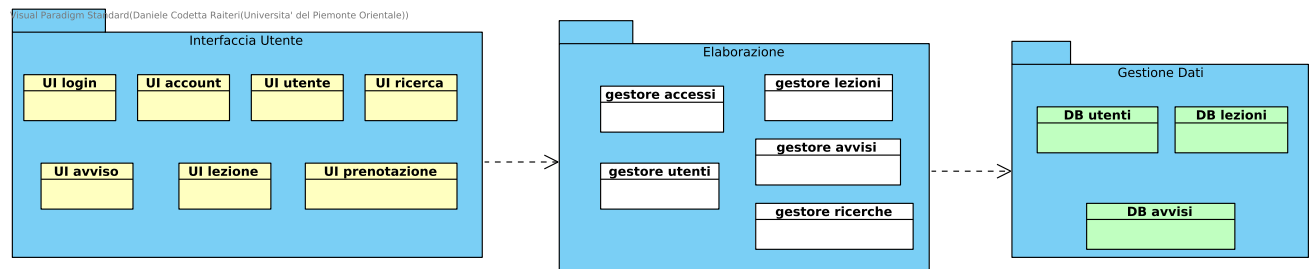 Visual Paradigm Standard(Daniele Codetta Raiteri(Universita' del Piemonte Orientale))
Interfaccia Utente
UI login
UI account
UI utente
UI ricerca
UI avviso
UI lezione
UI prenotazione
Elaborazione
gestore accessi
gestore lezioni
gestore avvisi
gestore utenti
gestore ricerche
Gestione Dati
DB utenti
DB lezioni
DB avvisi